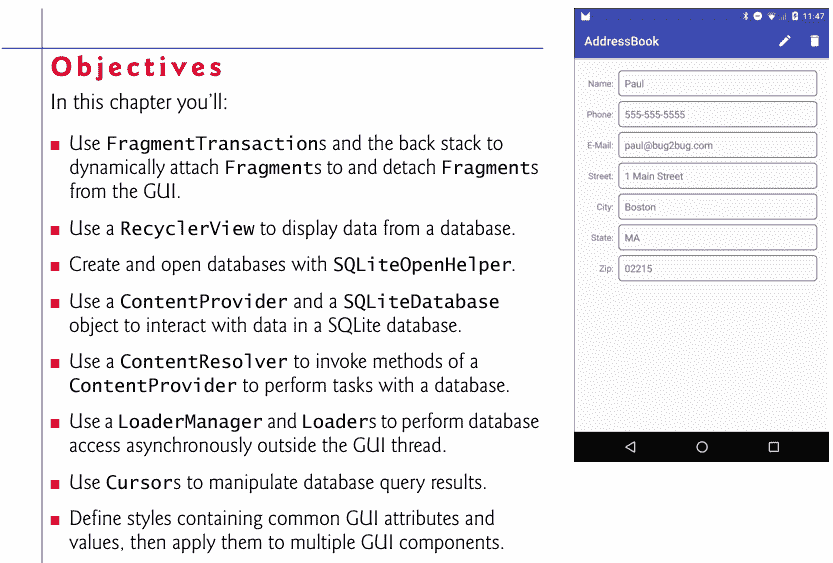 Objectives
In this chapter you'll:
■ Use FragmentTransactions and the back stack to
dynamically attach Fragments to and detach Fragments
from the GUI.
■ Use a RecyclerView to display data from a database.
■ Create and open databases with SQLiteOpenHelper.
■ Use a ContentProvider and a SQLiteDatabase
object to interact with data in a SQLite database.
■ Use a ContentResolver to invoke methods of a
ContentProvider to perform tasks with a database.
■ Use a LoaderManager and Loaders to perform database
access asynchronously outside the GUI thread.
■ Use Cursors to manipulate database query results.
■ Define styles containing common GUI attributes and
values, then apply them to multiple GUI components.
11:47
AddressBook
Name: Paul
Phone: 555-555-5555
E-Mail: paul@bug2bug.com
Street: 1 Main Street
City: Boston
State: MA
Zip: 02215